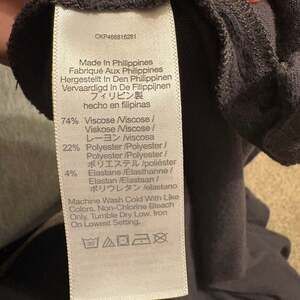 CKP466816281
Made In Philippines
Fabriqué Aux Philippines
Hergestellt In Den Philippinen
Vervaardigd In De Filippijnen
フィリピン製
hecho en filipinas
74% Viscose /Viscose/
Viskose /Viscose /
レーヨン /viscosa
22% Polyester /Polyester/
Polyester /Polyester /
ポリエステル /poliéster
4% Elastane /Elasthanne /
Elastan /Elastaan /
ポリウレタン /elastano
Machine Wash Cold With Like
Colors. Non-Chlorine Bleach
Only. Tumble Dry Low. Iron
On Lowest Setting.